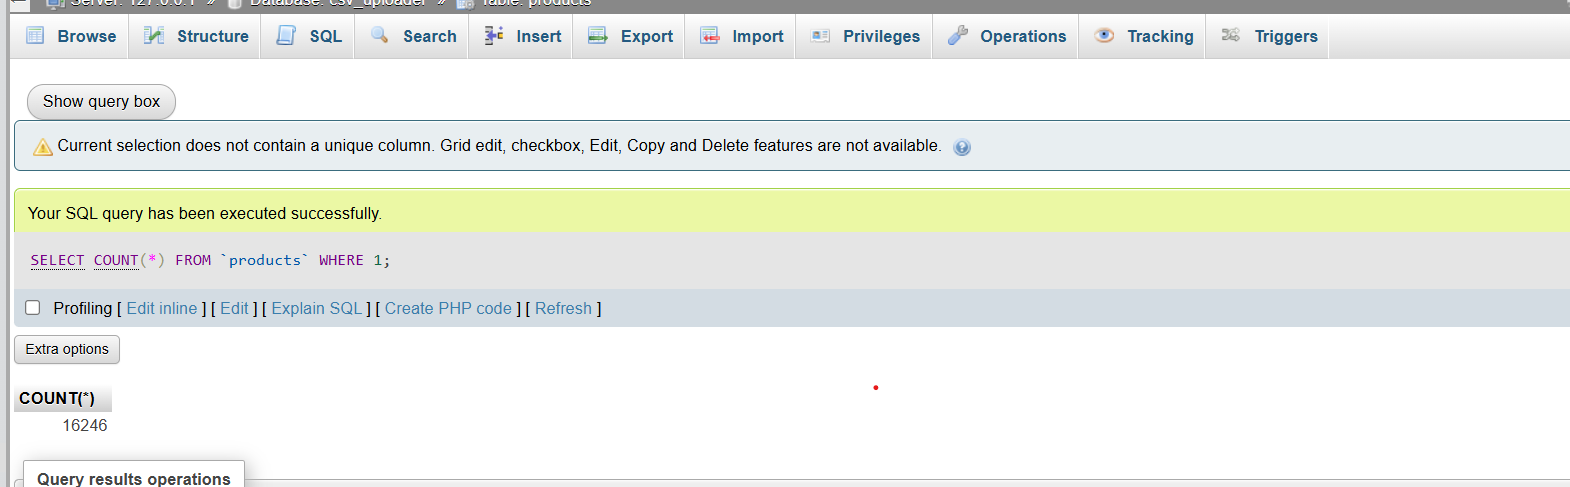 Server: 127.0.0.1 » Database: csv_uploader » Table: products
Browse Structure SQL Search Insert Export Import Privileges Operations Tracking Triggers
Show query box
Current selection does not contain a unique column. Grid edit, checkbox, Edit, Copy and Delete features are not available.
Your SQL query has been executed successfully.
SELECT COUNT(*) FROM `products` WHERE 1;
Profiling [ Edit inline ] [ Edit ] [ Explain SQL ] [ Create PHP code ] [ Refresh ]
Extra options
COUNT(*)
16246
Query results operations